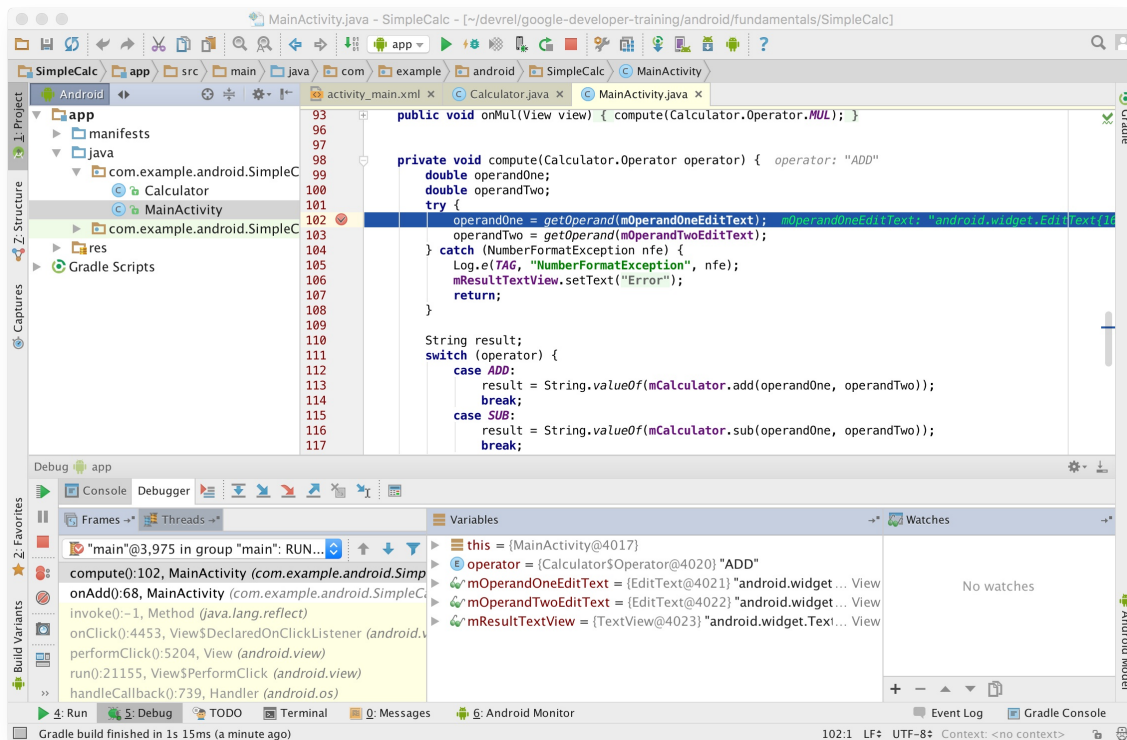 MainActivity.java - SimpleCalc - [~/devrel/google-developer-training/android/fundamentals/SimpleCalc]
app
SimpleCalc app src main java com example android SimpleCalc MainActivity
1: Project
Z: Structure
Captures
2: Favorites
Build Variants
Android
app
manifests
java
com.example.android.SimpleC
Calculator
MainActivity
com.example.android.SimpleC
res
Gradle Scripts
activity_main.xml × Calculator.java × MainActivity.java ×
93 public void onMul(View view) { compute(Calculator.Operator.MUL); }
96
97
98 private void compute(Calculator.Operator operator) { operator: "ADD"
99 double operandOne;
100 double operandTwo;
101 try {
102 operandOne = getOperand(mOperandOneEditText); mOperandOneEditText: "android.widget.EditText{16
103 operandTwo = getOperand(mOperandTwoEditText);
104 } catch (NumberFormatException nfe) {
105 Log.e(TAG, "NumberFormatException", nfe);
106 mResultTextView.setText("Error");
107 return;
108 }
109
110 String result;
111 switch (operator) {
112 case ADD:
113 result = String.valueOf(mCalculator.add(operandOne, operandTwo));
114 break;
115 case SUB:
116 result = String.valueOf(mCalculator.sub(operandOne, operandTwo));
117 break;
Gradle
Android Model
Debug app
Console Debugger
Frames Threads
"main"@3,975 in group "main": RUN...
compute():102, MainActivity (com.example.android.Simp
onAdd():68, MainActivity (com.example.android.SimpleCa
invoke():-1, Method (java.lang.reflect)
onClick():4453, View$DeclaredOnClickListener (android.v
performClick():5204, View (android.view)
run():21155, View$PerformClick (android.view)
handleCallback():739, Handler (android.os)
Variables
this = {MainActivity@4017}
operator = {Calculator$Operator@4020} "ADD"
mOperandOneEditText = {EditText@4021} "android.widget... View
mOperandTwoEditText = {EditText@4022} "android.widget... View
mResultTextView = {TextView@4023} "android.widget.Text... View
Watches
No watches
4: Run 5: Debug TODO Terminal 0: Messages 6: Android Monitor Event Log Gradle Console
Gradle build finished in 1s 15ms (a minute ago) 102:1 LF UTF-8 Context: <no context>